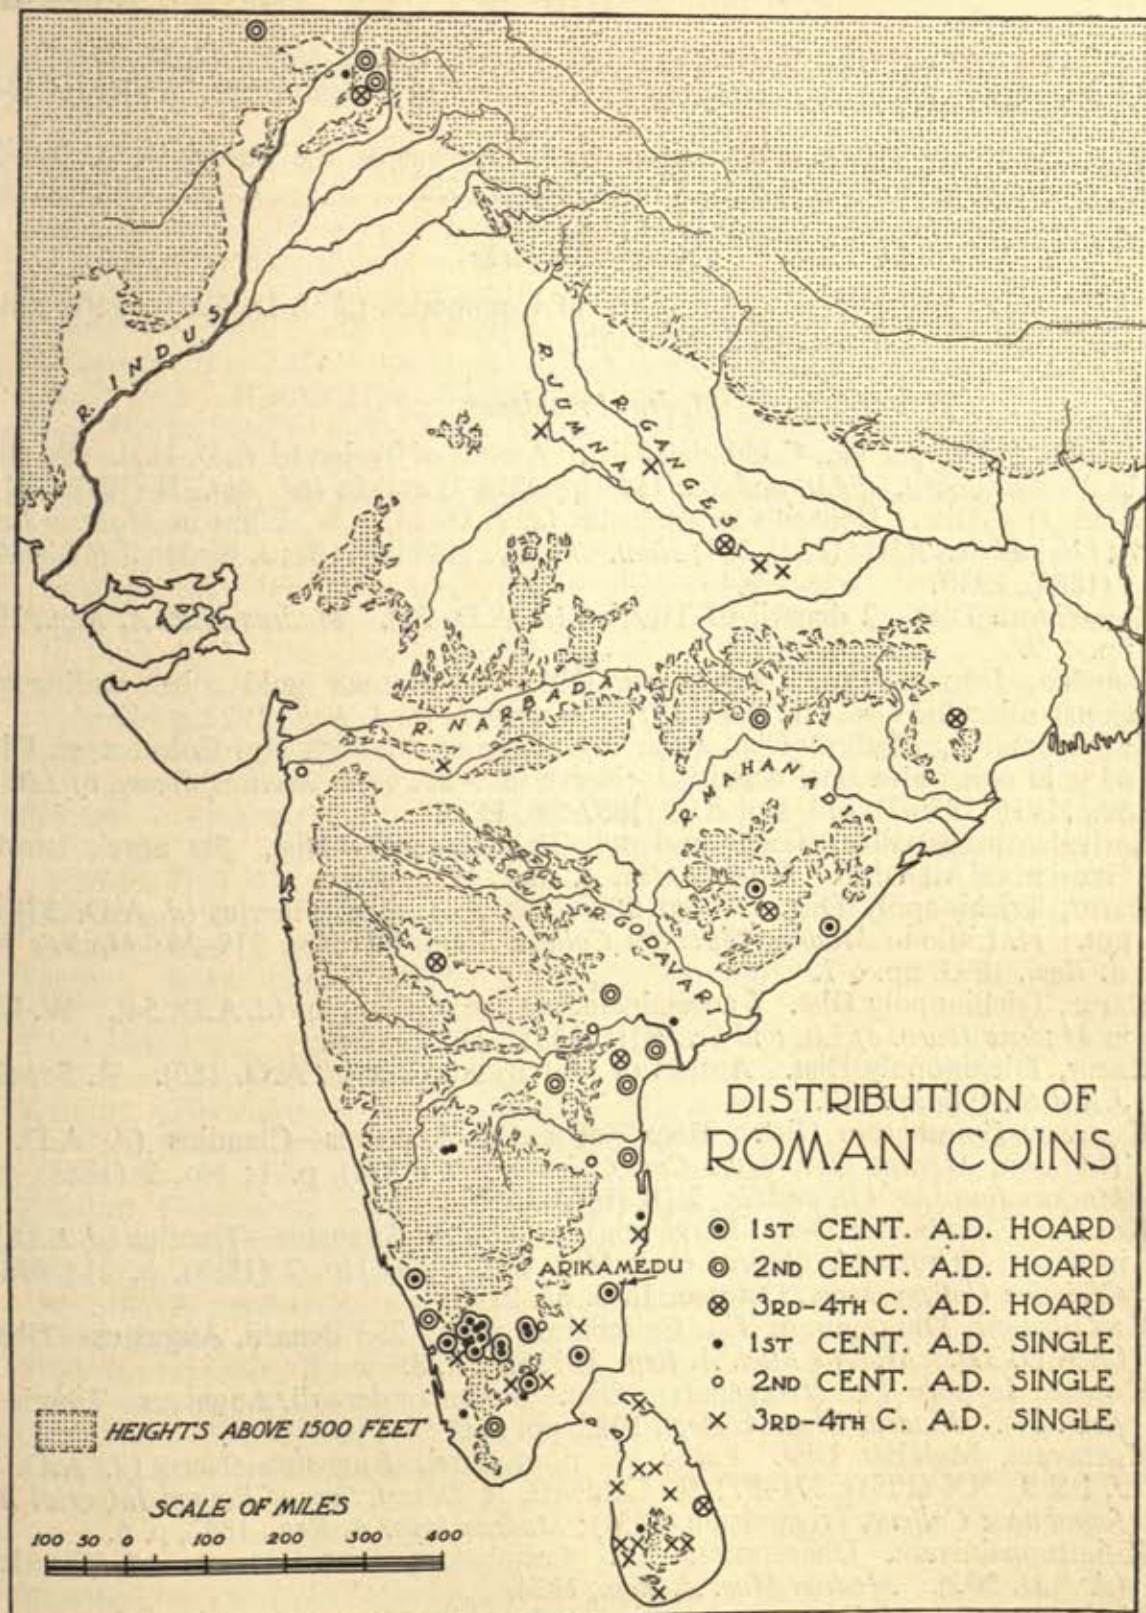 R. INDUS
R. JUMNA
R. GANGES
R. NARBADA
R. MAHANADI
R. GODAVARI
DISTRIBUTION OF
ROMAN COINS
ARIKAMEDU
1ST CENT. A.D. HOARD
2ND CENT. A.D. HOARD
3RD-4TH C. A.D. HOARD
1ST CENT. A.D. SINGLE
2ND CENT. A.D. SINGLE
3RD-4TH C. A.D. SINGLE
HEIGHTS ABOVE 1500 FEET
SCALE OF MILES
100 50 0 100 200 300 400